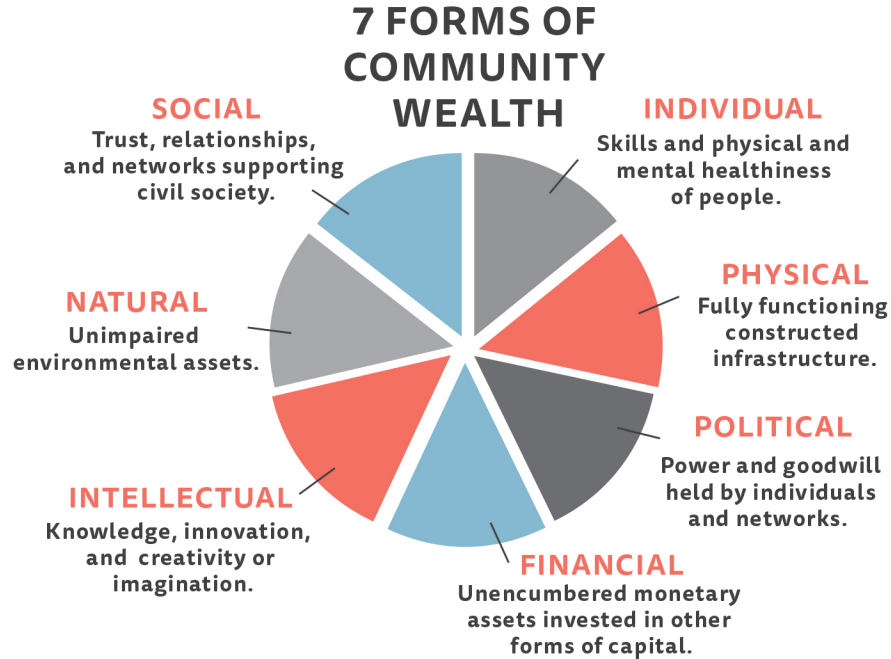 7 FORMS OF
COMMUNITY
WEALTH
SOCIAL
Trust, relationships,
and networks supporting
civil society.
INDIVIDUAL
Skills and physical and
mental healthiness
of people.
NATURAL
Unimpaired
environmental assets.
PHYSICAL
Fully functioning
constructed
infrastructure.
POLITICAL
Power and goodwill
held by individuals
and networks.
INTELLECTUAL
Knowledge, innovation,
and creativity or
imagination.
FINANCIAL
Unencumbered monetary
assets invested in other
forms of capital.